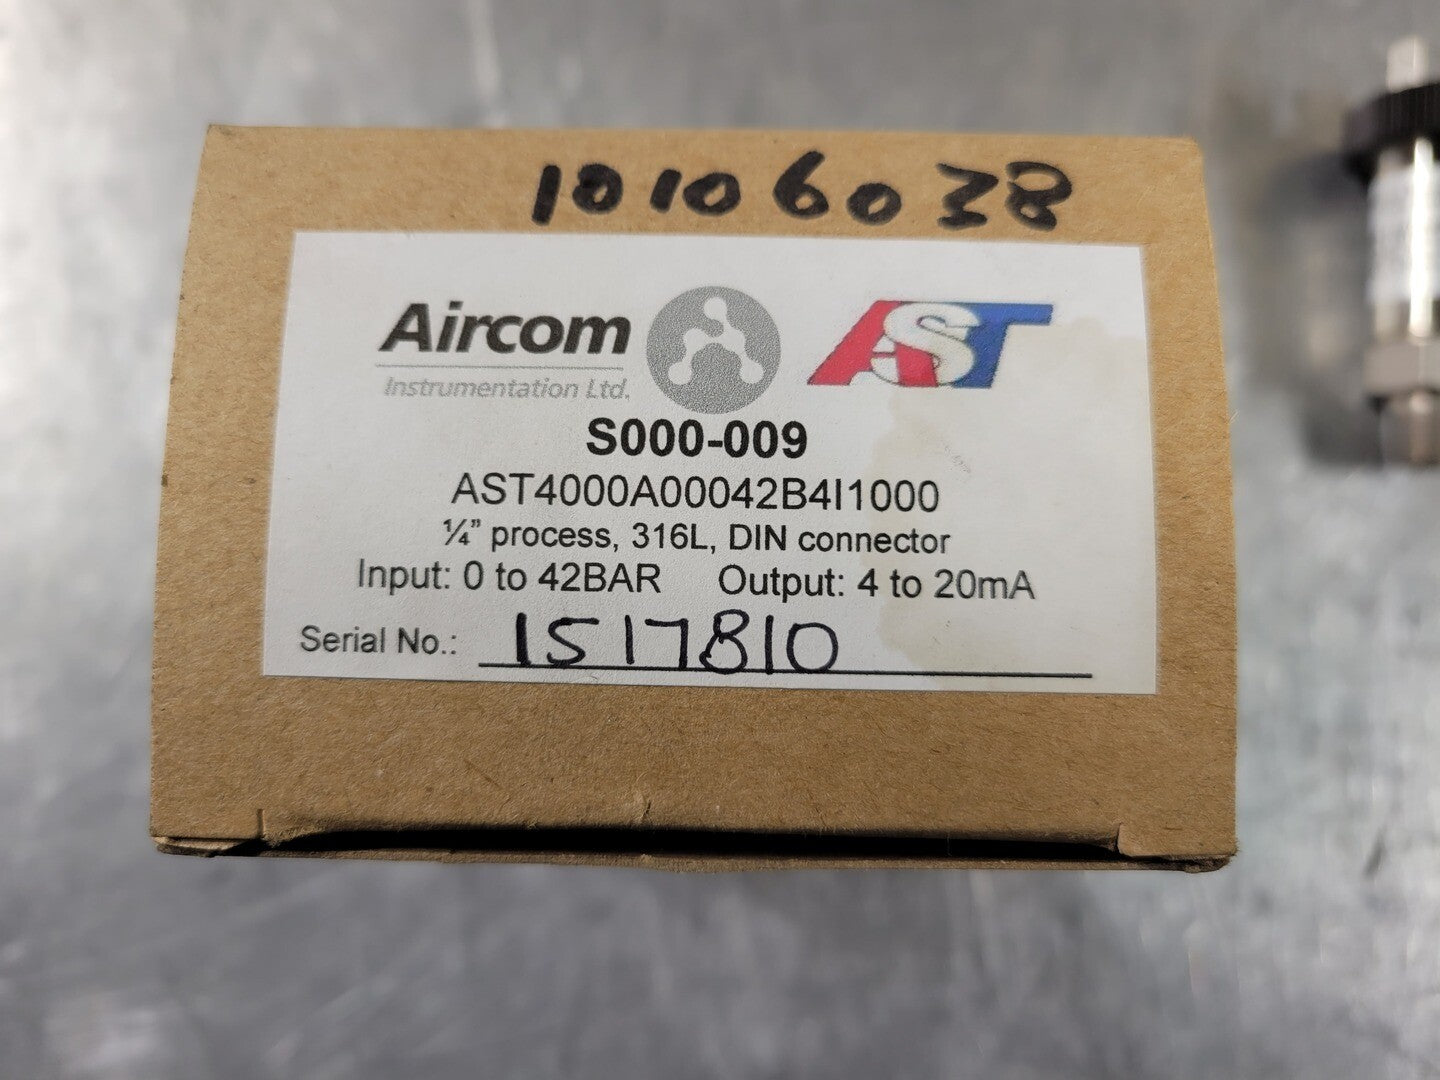 10106038
Aircom
Instrumentation Ltd.
AST
S000-009
AST4000A00042B4I1000
¼” process, 316L, DIN connector
Input: 0 to 42BAR Output: 4 to 20mA
Serial No.: 1517810